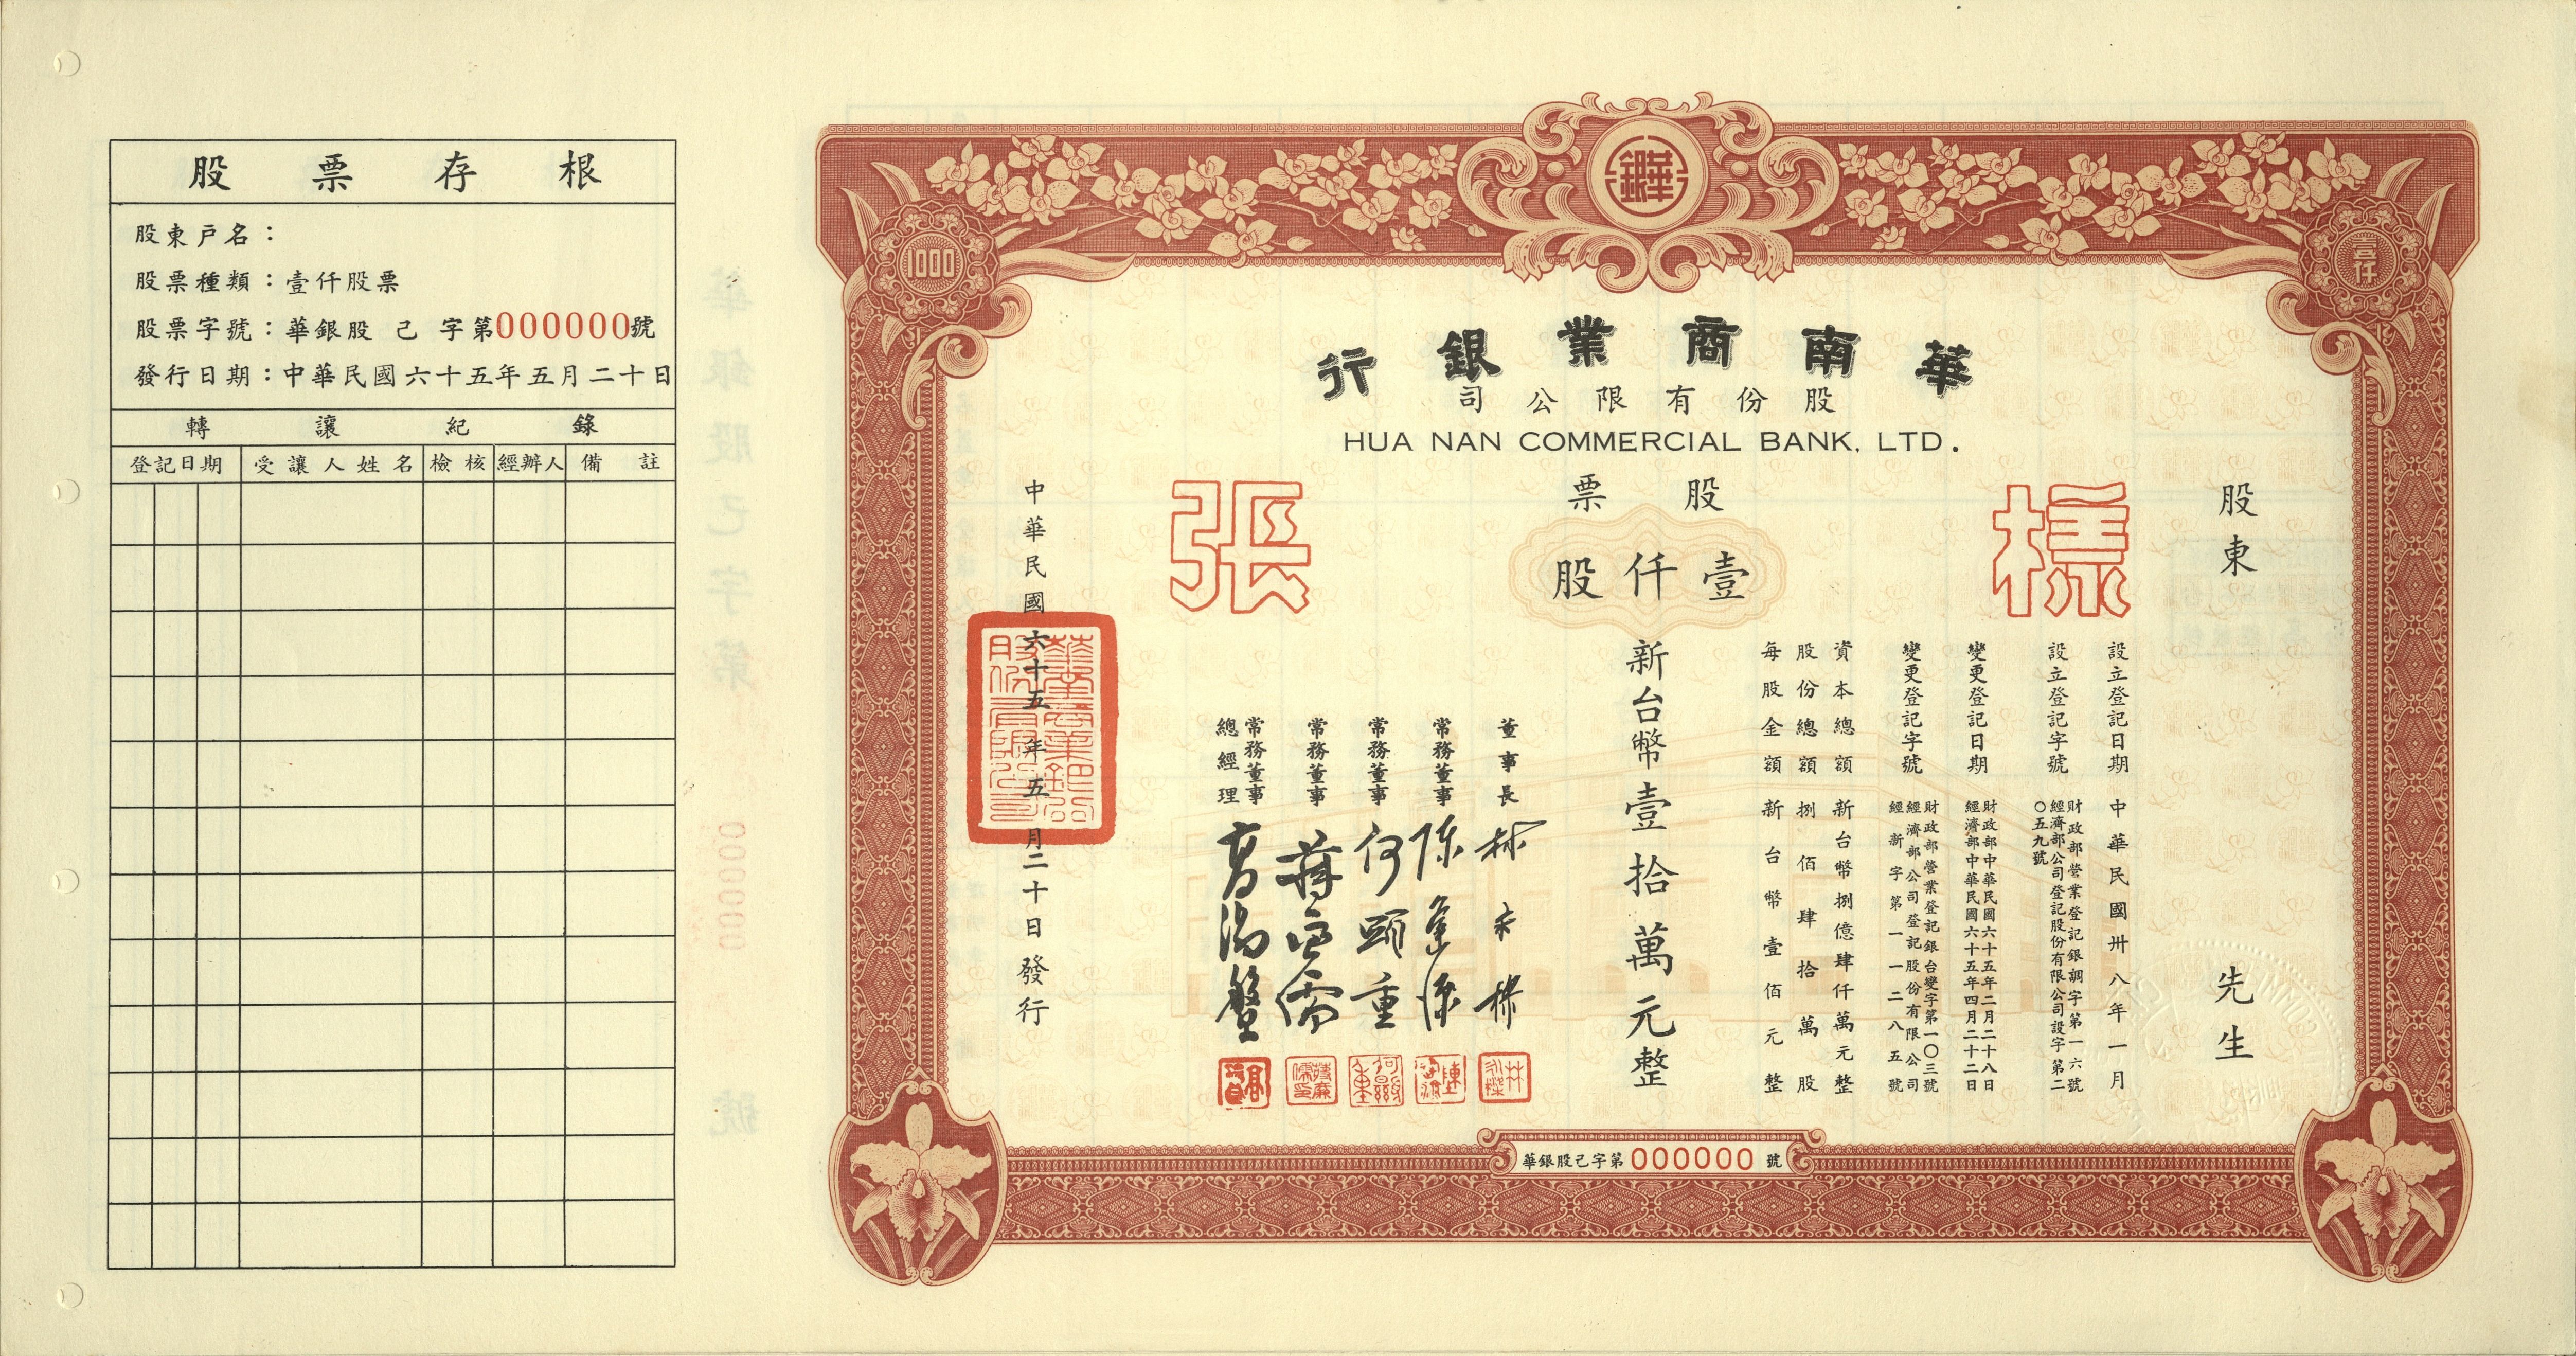 股票存根
股東戶名：
股票種類：壹仟股票
股票字號：華銀股己字第000000號
發行日期：中華民國六十五年五月二十日
轉讓紀錄
登記日期 受讓人姓名 檢核 經辦人 備註
1000
壹仟
華南商業銀行
股份有限公司
HUA NAN COMMERCIAL BANK, LTD.
股票
樣張
壹仟股
股東
先生
設立登記日期 中華民國卅八年一月
設立登記字號 財政部營業登記銀調字第一六號
經濟部公司登記股份有限公司設字第二〇五九號
變更登記日期 財政部中華民國六十五年二月二十八日
經濟部中華民國六十五年四月二十二日
變更登記字號 財政部營業登記銀台變字第一〇三號
經濟部公司登記股份有限公司
經新字第一一二八五號
資本總額 新台幣捌億肆仟萬元整
股份總額 捌佰肆拾萬股
每股金額 新台幣壹佰元整
新台幣壹拾萬元整
董事長
常務董事
常務董事 何顯重
常務董事
常務董事
總經理
中華民國六十五年五月二十日發行
華銀股己字第000000號